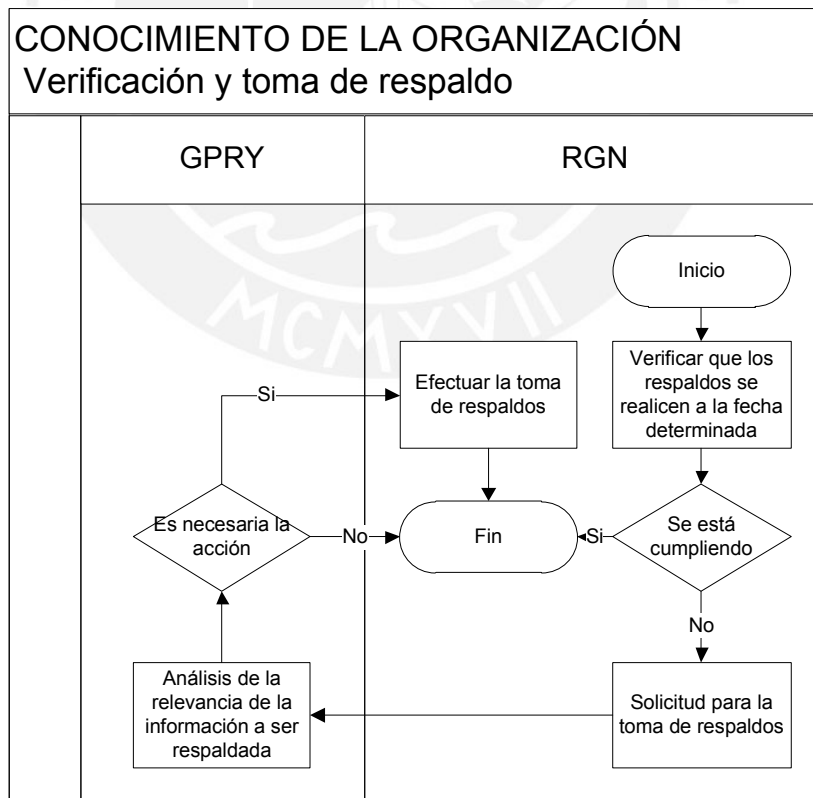 CONOCIMIENTO DE LA ORGANIZACIÓN
Verificación y toma de respaldo
GPRY
RGN
Inicio
Verificar que los
respaldos se
realicen a la fecha
determinada
Efectuar la toma
de respaldos
Si
Es necesaria la
acción
No
Fin
Si
Se está
cumpliendo
No
Análisis de la
relevancia de la
información a ser
respaldada
Solicitud para la
toma de respaldos
MCMXVII